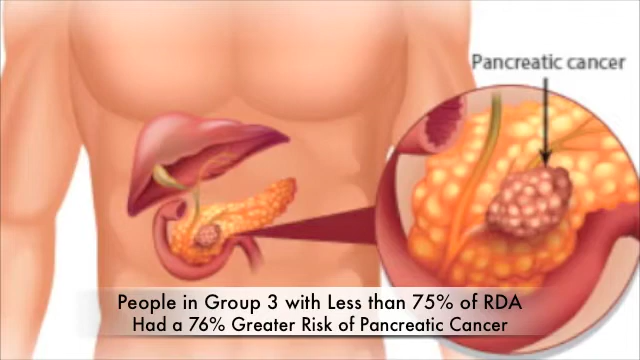 Pancreatic cancer
People in Group 3 with Less than 75% of RDA
Had a 76% Greater Risk of Pancreatic Cancer